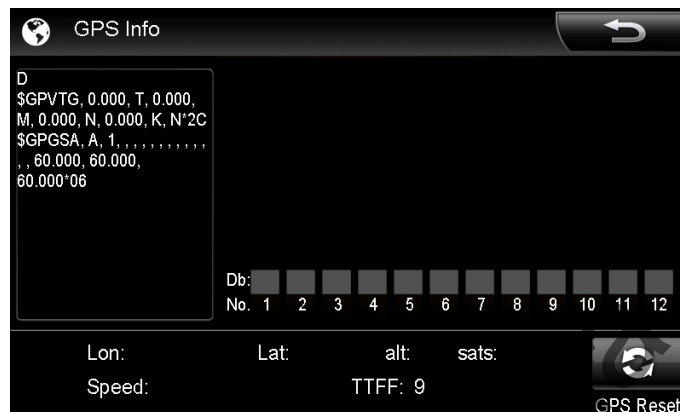 GPS Info
D
$GPVTG, 0.000, T, 0.000,
M, 0.000, N, 0.000, K, N*2C
$GPGSA, A, 1, , , , , , , , , , ,
, , 60.000, 60.000,
60.000*06
Db:
No. 1 2 3 4 5 6 7 8 9 10 11 12
Lon: Lat: alt: sats:
Speed: TTFF: 9
GPS Reset